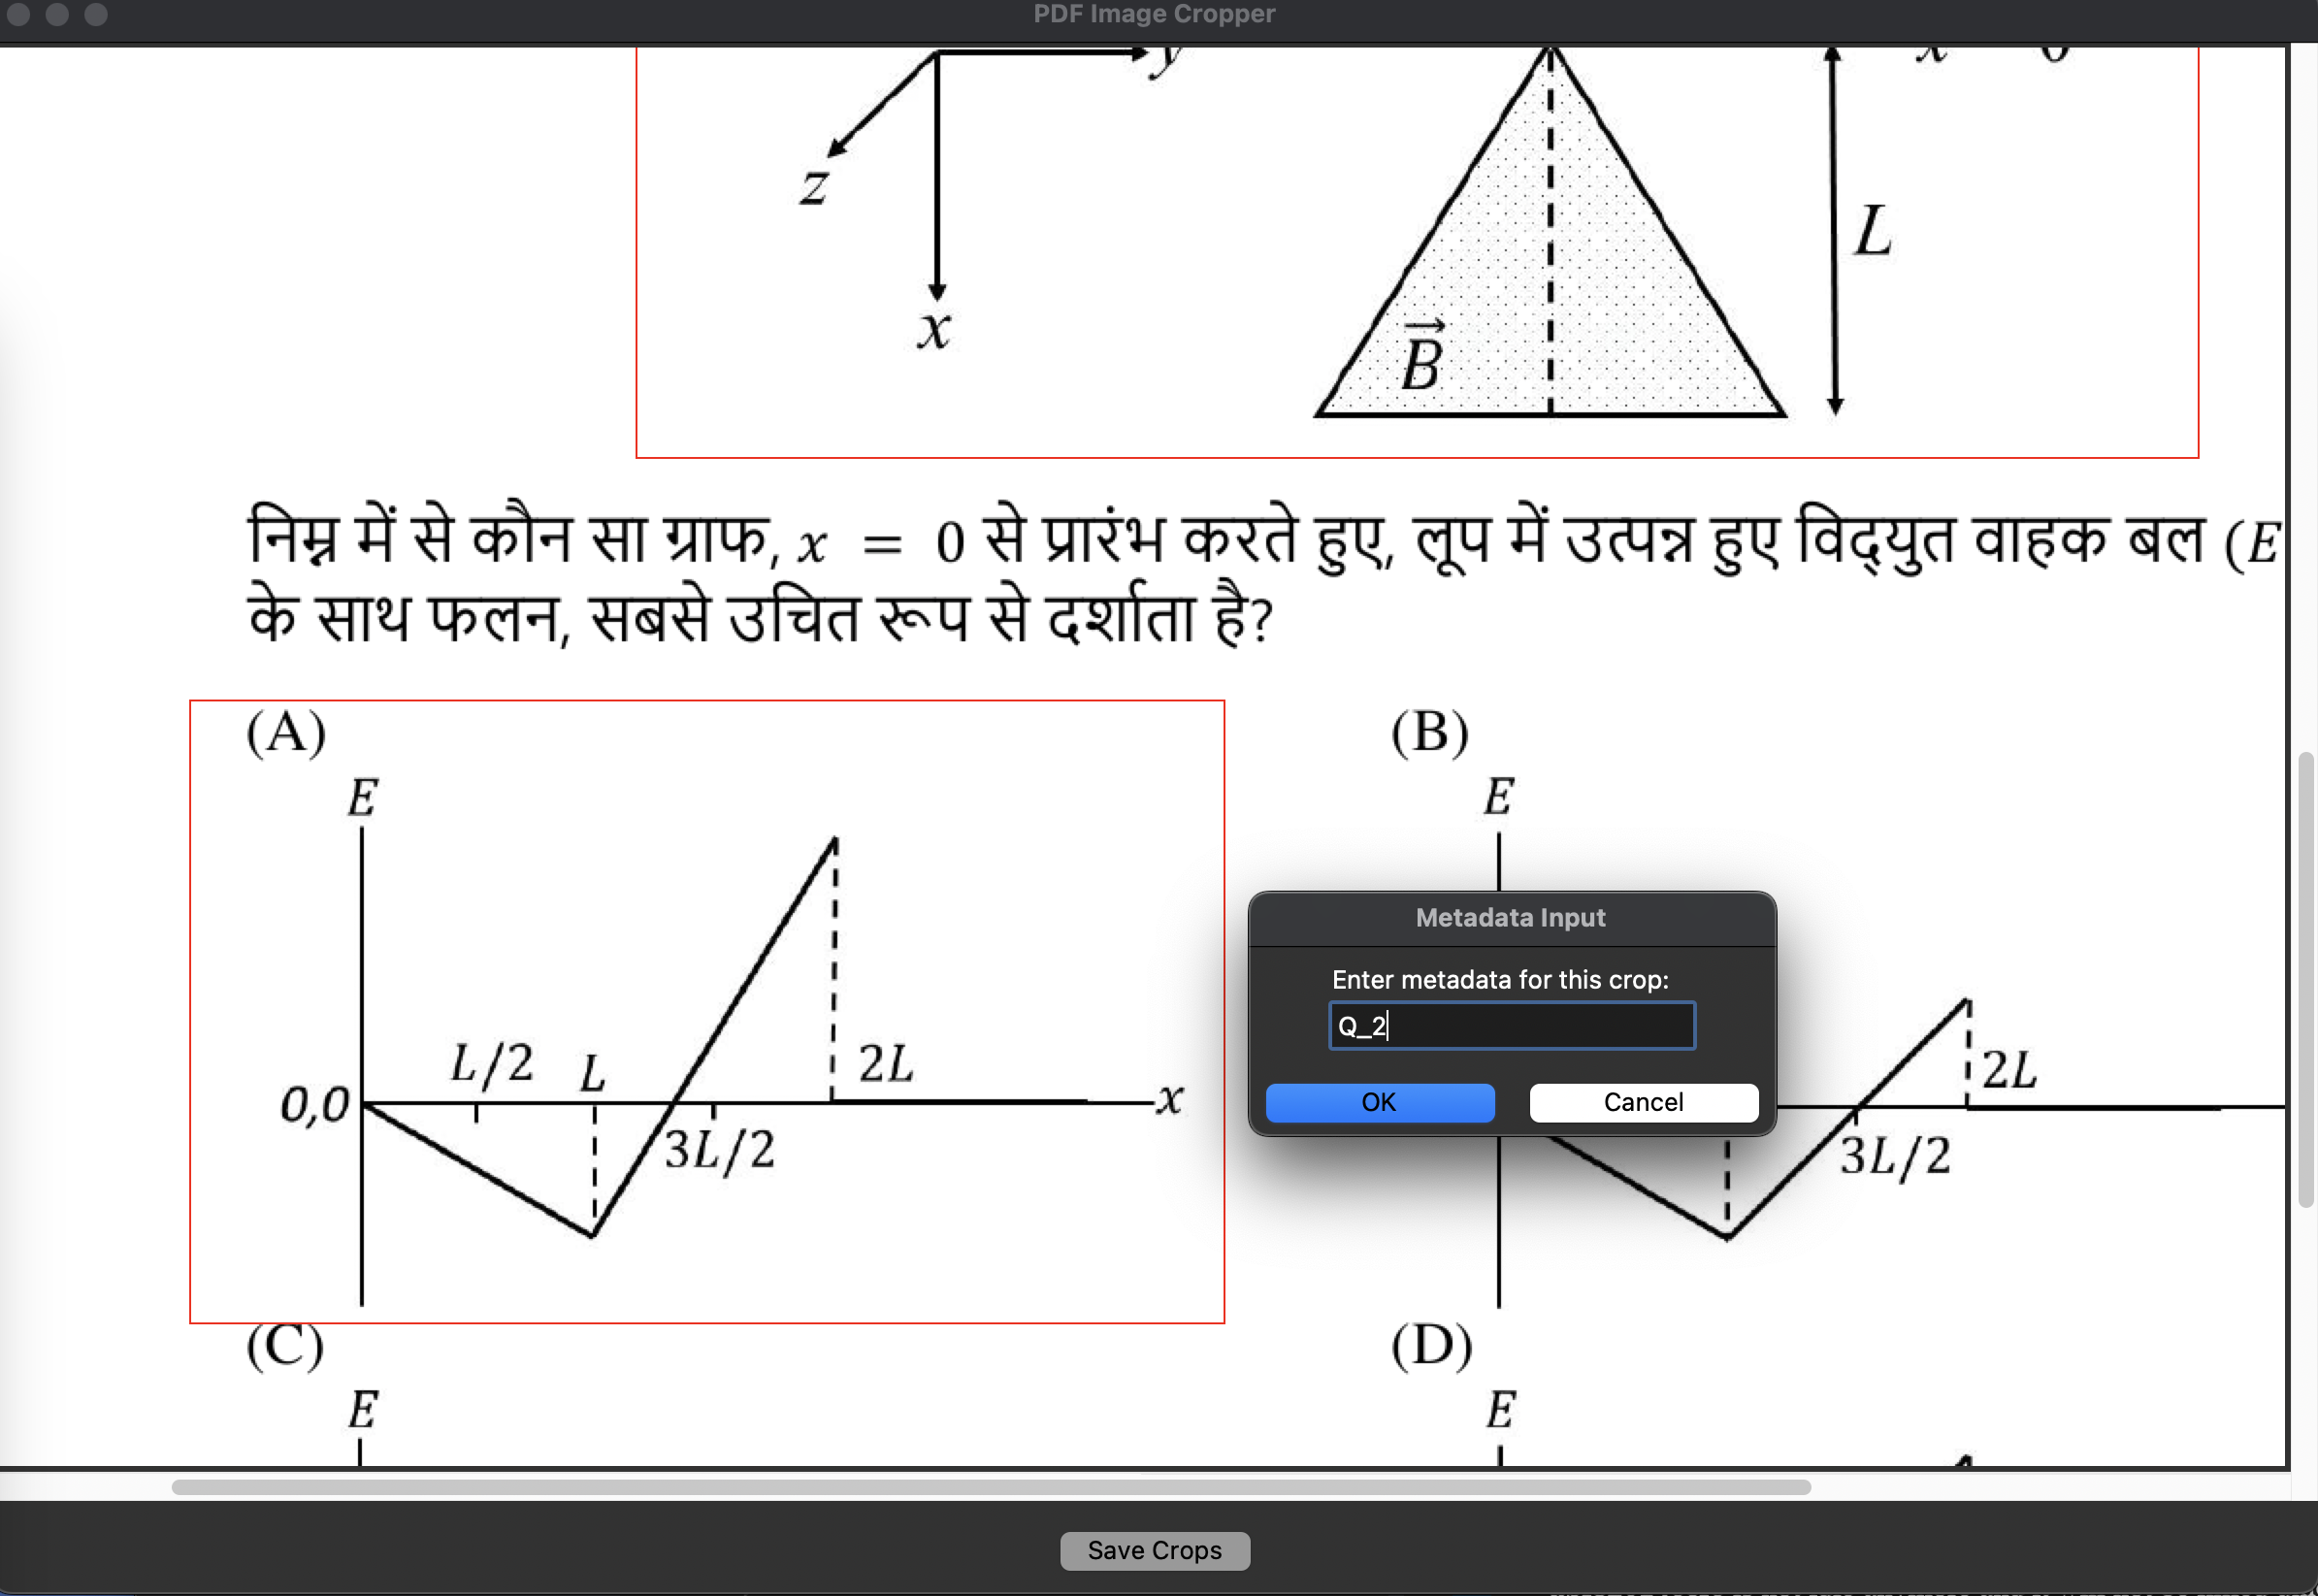 PDF Image Cropper
y
x 0
z
x
L
B
निम्न में से कौन सा ग्राफ, x = 0 से प्रारंभ करते हुए, लूप में उत्पन्न हुए विद्युत वाहक बल (E
के साथ फलन, सबसे उचित रूप से दर्शाता है?
(A)
E
L/2 L 2L
0,0 x
3L/2
(B)
E
2L
3L/2
Metadata Input
Enter metadata for this crop:
Q_2
OK Cancel
(C)
E
(D)
E
Save Crops